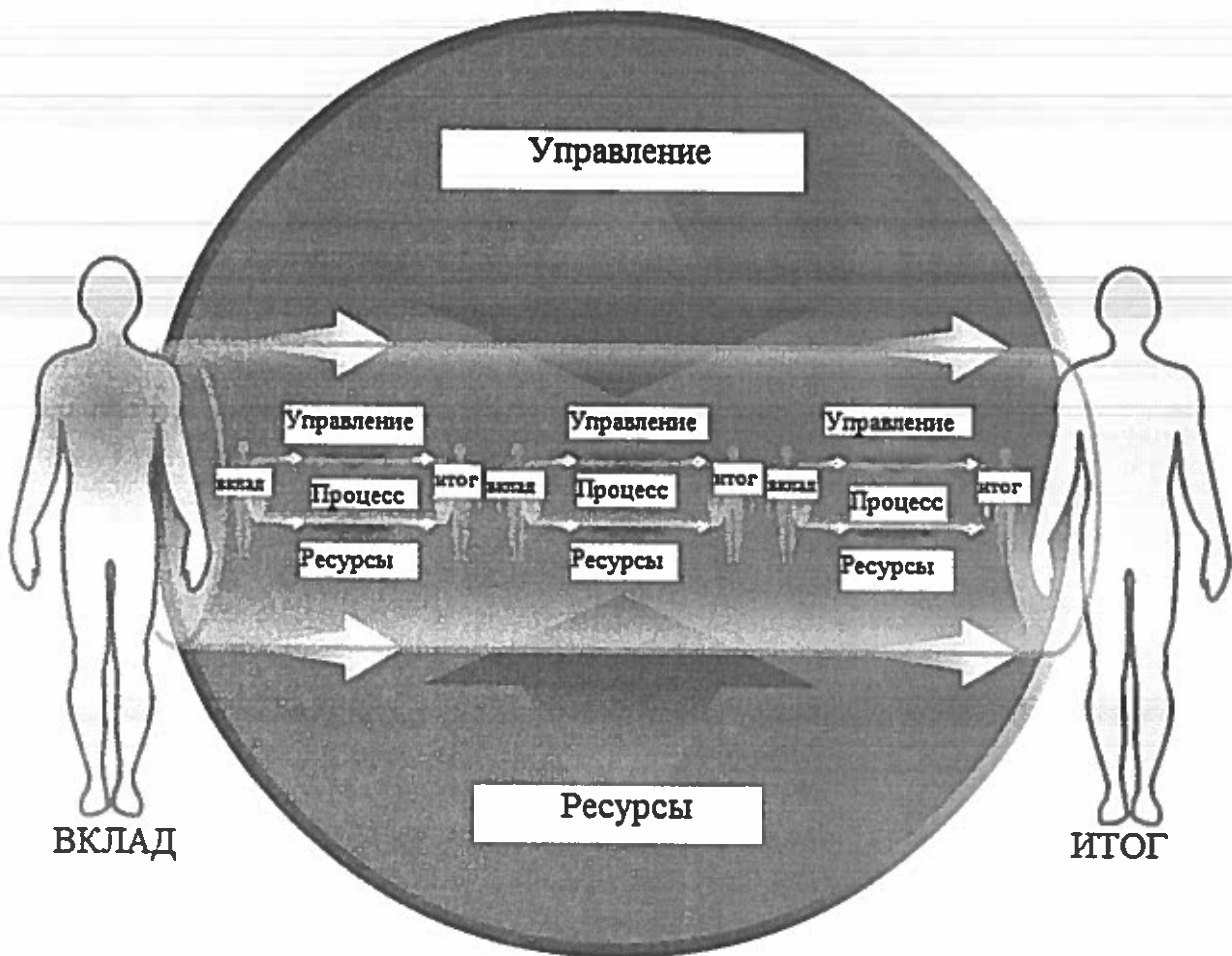 Управление
Управление
Управление
Управление
вклад
Процесс
итог
вклад
Процесс
итог
вклад
Процесс
итог
Ресурсы
Ресурсы
Ресурсы
Ресурсы
ВКЛАД
ИТОГ